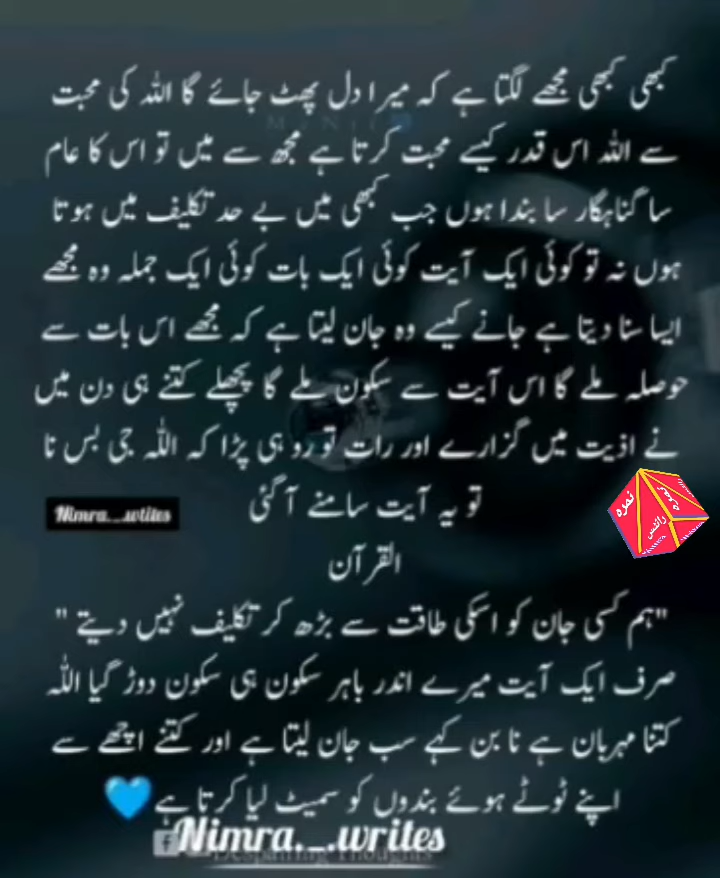 کبھی کبھی مجھے لگتا ہے کہ میرا دل پھٹ جائے گا اللہ کی محبت
سے اللہ اس قدر کیسے محبت کرتا ہے مجھ سے میں تو اس کا عام
سا گناہگار سا بندا ہوں جب کبھی میں بے حد تکلیف میں ہوتا
ہوں نہ تو کوئی ایک آیت کوئی ایک بات کوئی ایک جملہ وہ مجھے
ایسا سنا دیتا ہے جانے کیسے وہ جان لیتا ہے کہ مجھے اس بات سے
حوصلہ ملے گا اس آیت سے سکون ملے گا پچھلے کتنے ہی دن میں
نے اذیت میں گزارے اور رات تو رو ہی پڑا کہ اللہ جی بس نا
تو یہ آیت سامنے آ گئی
Nimra._.writes
نمرہ
نمرہ
رائٹس
القرآن
"ہم کسی جان کو اسکی طاقت سے بڑھ کر تکلیف نہیں دیتے "
صرف ایک آیت میرے اندر باہر سکون ہی سکون دوڑ گیا اللہ
کتنا مہربان ہے نا بن کہے سب جان لیتا ہے اور کتنے اچھے سے
اپنے ٹوٹے ہوئے بندوں کو سمیٹ لیا کرتا ہے 💙
Nimra._.writes
Despairing Thoughts